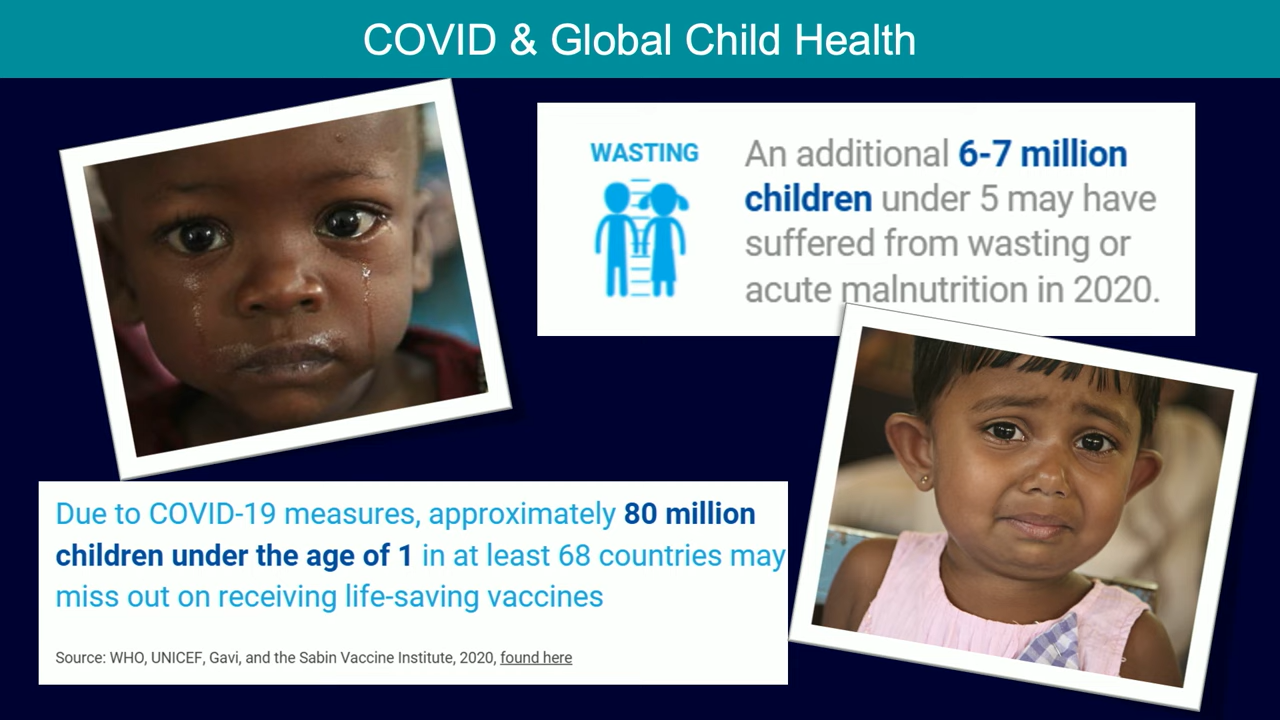 COVID & Global Child Health
WASTING
An additional 6-7 million
children under 5 may have
suffered from wasting or
acute malnutrition in 2020.
Due to COVID-19 measures, approximately 80 million
children under the age of 1 in at least 68 countries may
miss out on receiving life-saving vaccines
Source: WHO, UNICEF, Gavi, and the Sabin Vaccine Institute, 2020, found here